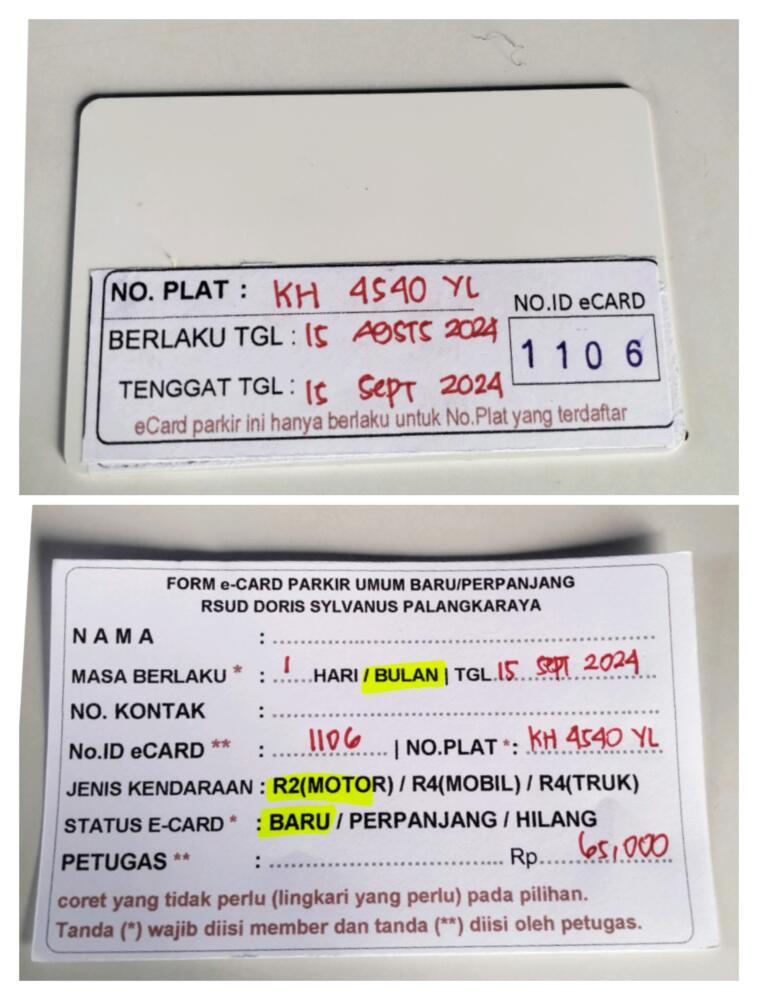 NO. PLAT : KH 4540 YL
NO.ID eCARD
BERLAKU TGL : 15 AGSTS 2024
1106
TENGGAT TGL : 15 SEPT 2024
eCard parkir ini hanya berlaku untuk No.Plat yang terdaftar
FORM e-CARD PARKIR UMUM BARU/PERPANJANG
RSUD DORIS SYLVANUS PALANGKARAYA
NAMA :
MASA BERLAKU * : 1 HARI / BULAN | TGL. 15 SEPT 2024
NO. KONTAK :
No.ID eCARD ** : 1106 | NO.PLAT *: KH 4540 YL
JENIS KENDARAAN : R2(MOTOR) / R4(MOBIL) / R4(TRUK)
STATUS E-CARD * : BARU / PERPANJANG / HILANG
PETUGAS ** : Rp. 65,000
coret yang tidak perlu (lingkari yang perlu) pada pilihan.
Tanda (*) wajib diisi member dan tanda (**) diisi oleh petugas.